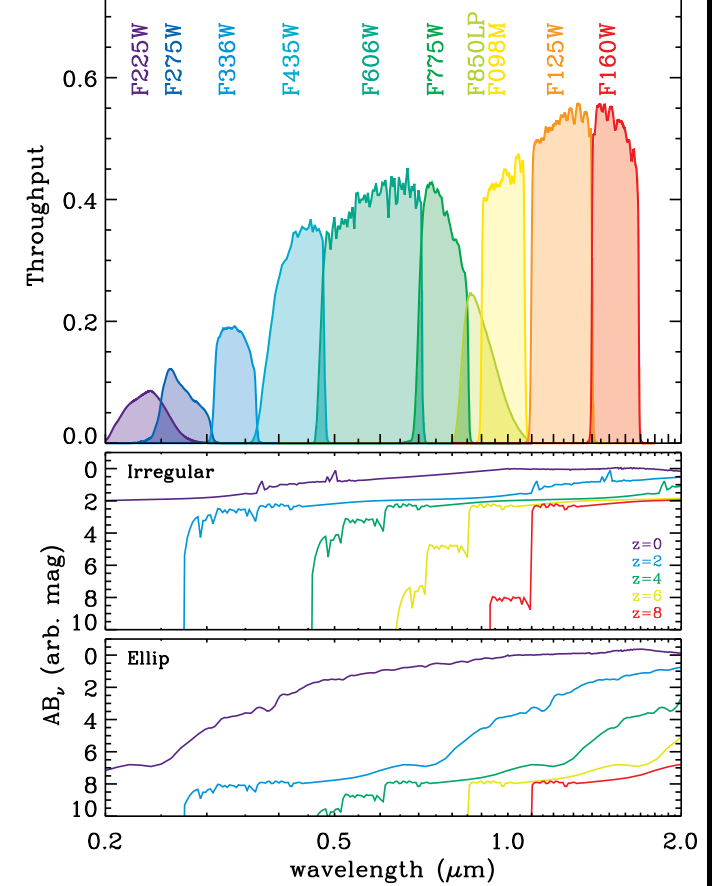 F225W F275W F336W F435W F606W F775W F850LP F098M F125W F160W
0.6
0.4
0.2
0.0
Throughput
Irregular
0
2
4
6
8
10
z=0
z=2
z=4
z=6
z=8
Ellip
0
2
4
6
8
10
ABν (arb. mag)
0.2 0.5 1.0 2.0
wavelength (μm)